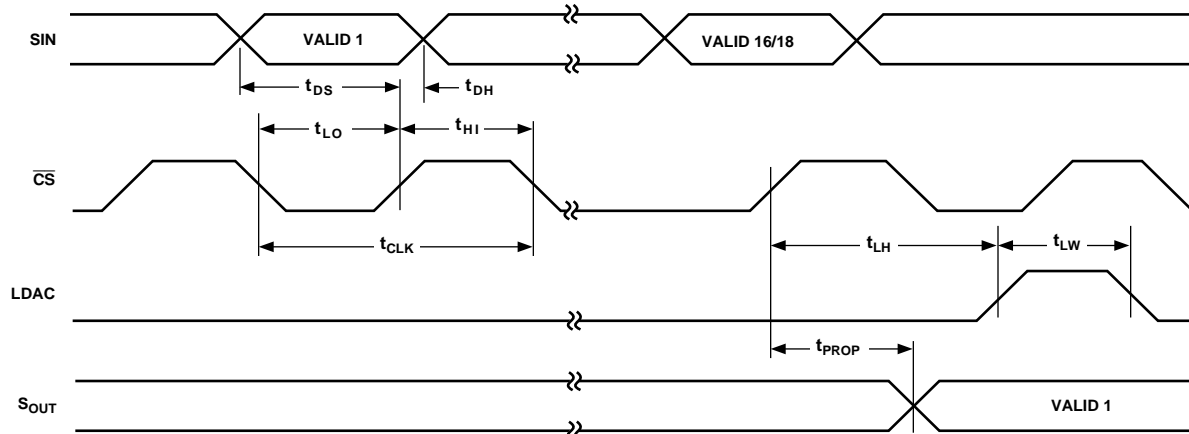 SIN
VALID 1
VALID 16/18
tDS
tDH
tLO
tHI
CS
tCLK
tLH
tLW
LDAC
tPROP
SOUT
VALID 1